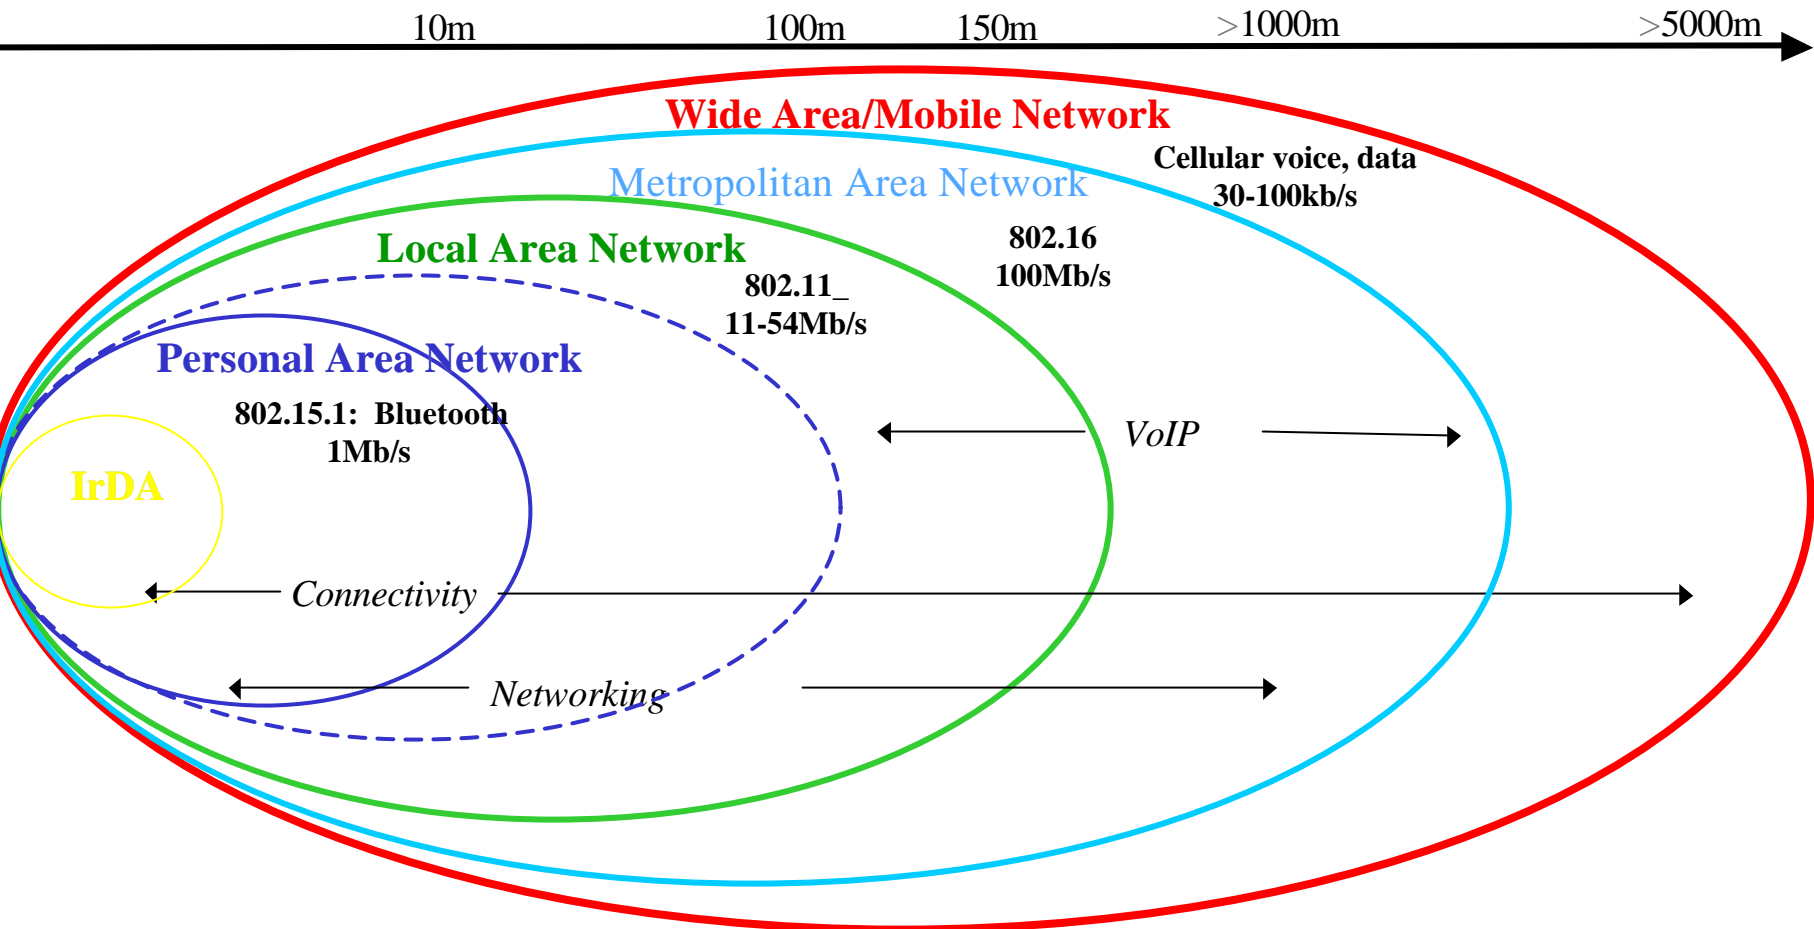 10m 100m 150m >1000m >5000m
Wide Area/Mobile Network
Cellular voice, data
30-100kb/s
Metropolitan Area Network
802.16
100Mb/s
Local Area Network
802.11_
11-54Mb/s
Personal Area Network
802.15.1: Bluetooth
1Mb/s
VoIP
IrDA
Connectivity
Networking